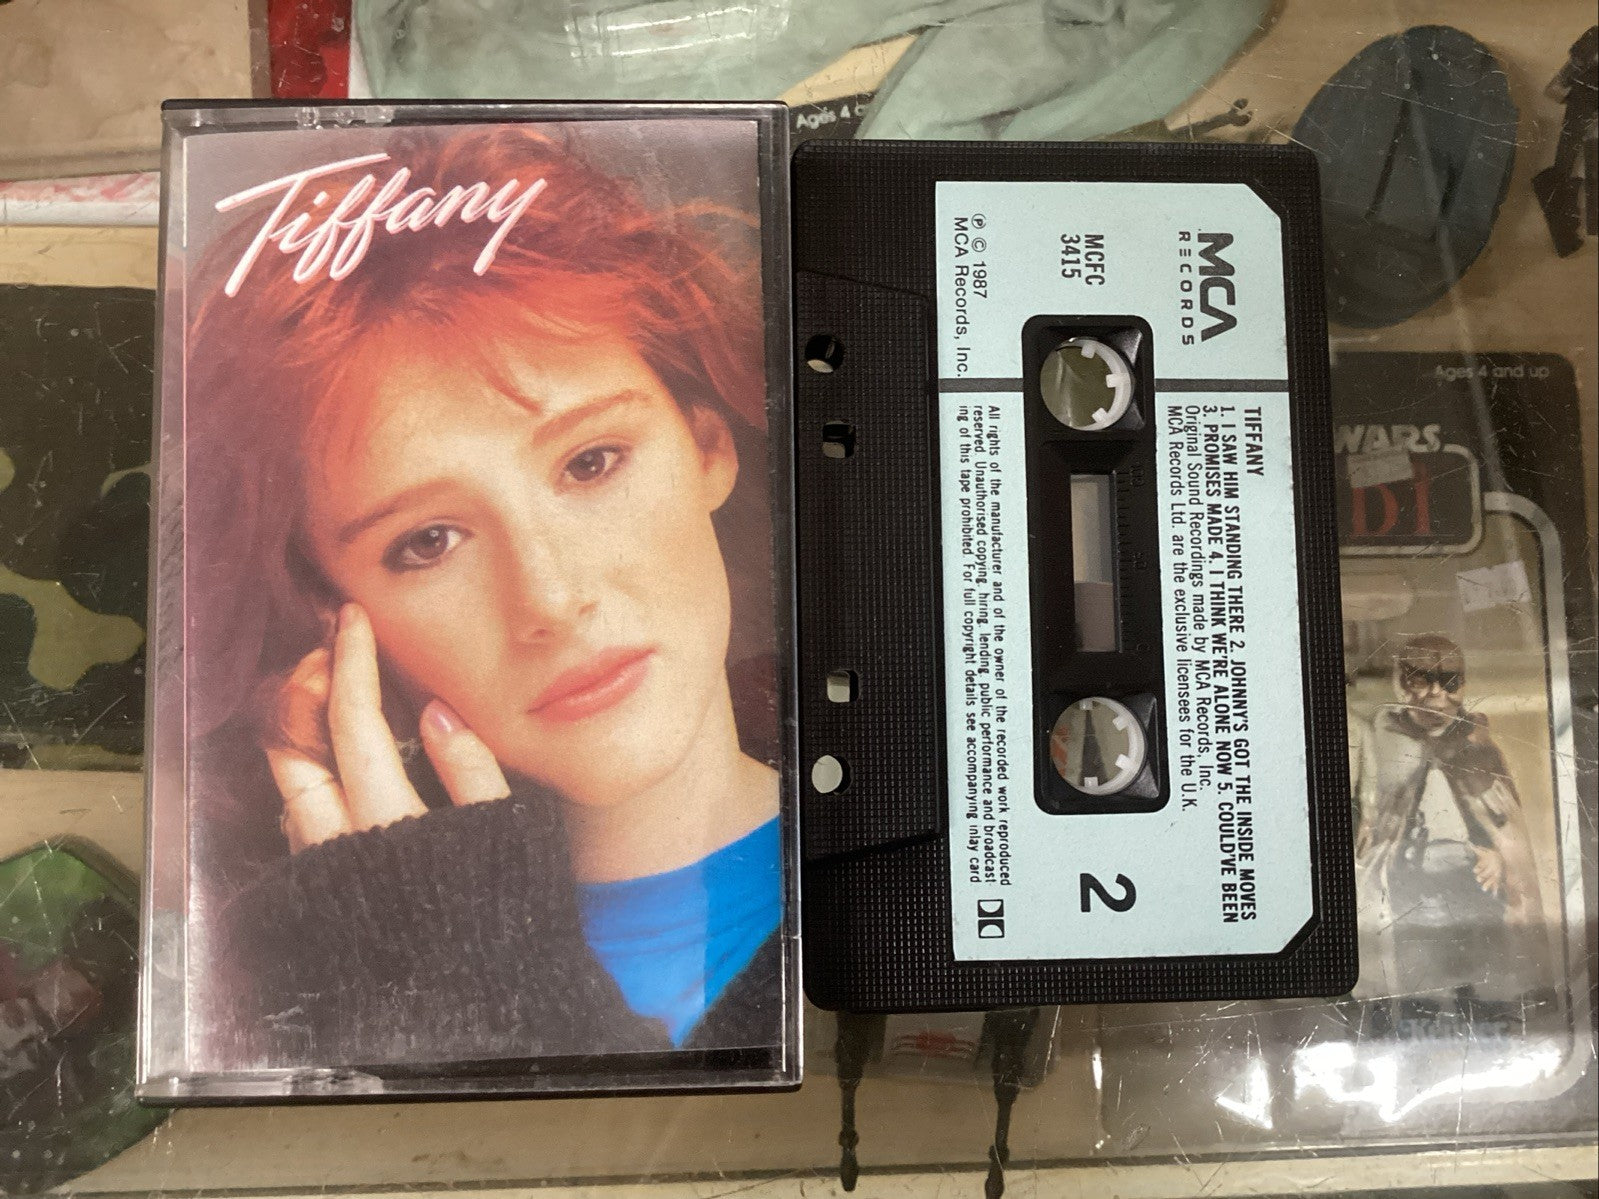 Tiffany
MCA
RECORDS
MCFC
3415
Ⓟ © 1987
MCA Records, Inc.
TIFFANY
1. I SAW HIM STANDING THERE 2. JOHNNY'S GOT THE INSIDE MOVES
3. PROMISES MADE 4. I THINK WE'RE ALONE NOW 5. COULD'VE BEEN
Original Sound Recordings made by MCA Records, Inc.
MCA Records Ltd. are the exclusive licensees for the U.K.
2
All rights of the manufacturer and of the owner of the recorded work reproduced
reserved. Unauthorised copying, hiring, lending, public performance and broadcast
ing of this tape prohibited. For full copyright details see accompanying inlay card
Ages 4
Ages 4 and up
WARS